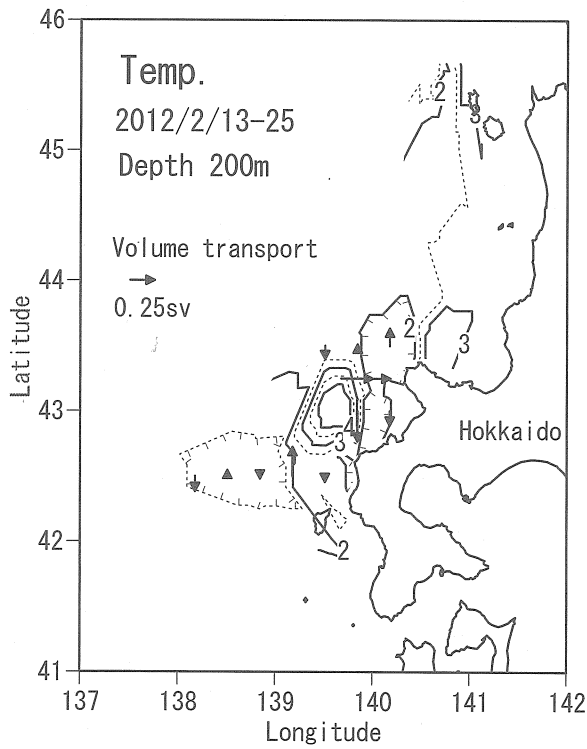 46
Temp.
2012/2/13-25
Depth 200m
2
3
45
Volume transport
0.25sv
44
2
3
43
4
3
Hokkaido
42
2
41
137
138
139
140
141
142
Longitude
Latitude